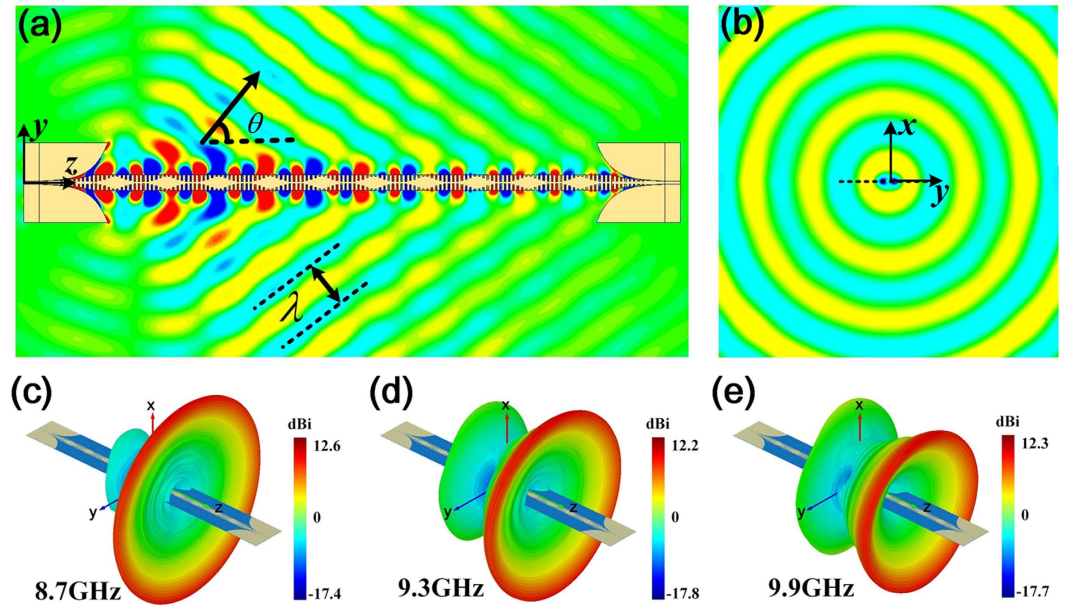 (a)
y
z
θ
λ
(b)
x
y
(c)
x
y
z
dBi
12.6
0
-17.4
8.7GHz
(d)
x
y
z
dBi
12.2
0
-17.8
9.3GHz
(e)
x
y
z
dBi
12.3
0
-17.7
9.9GHz